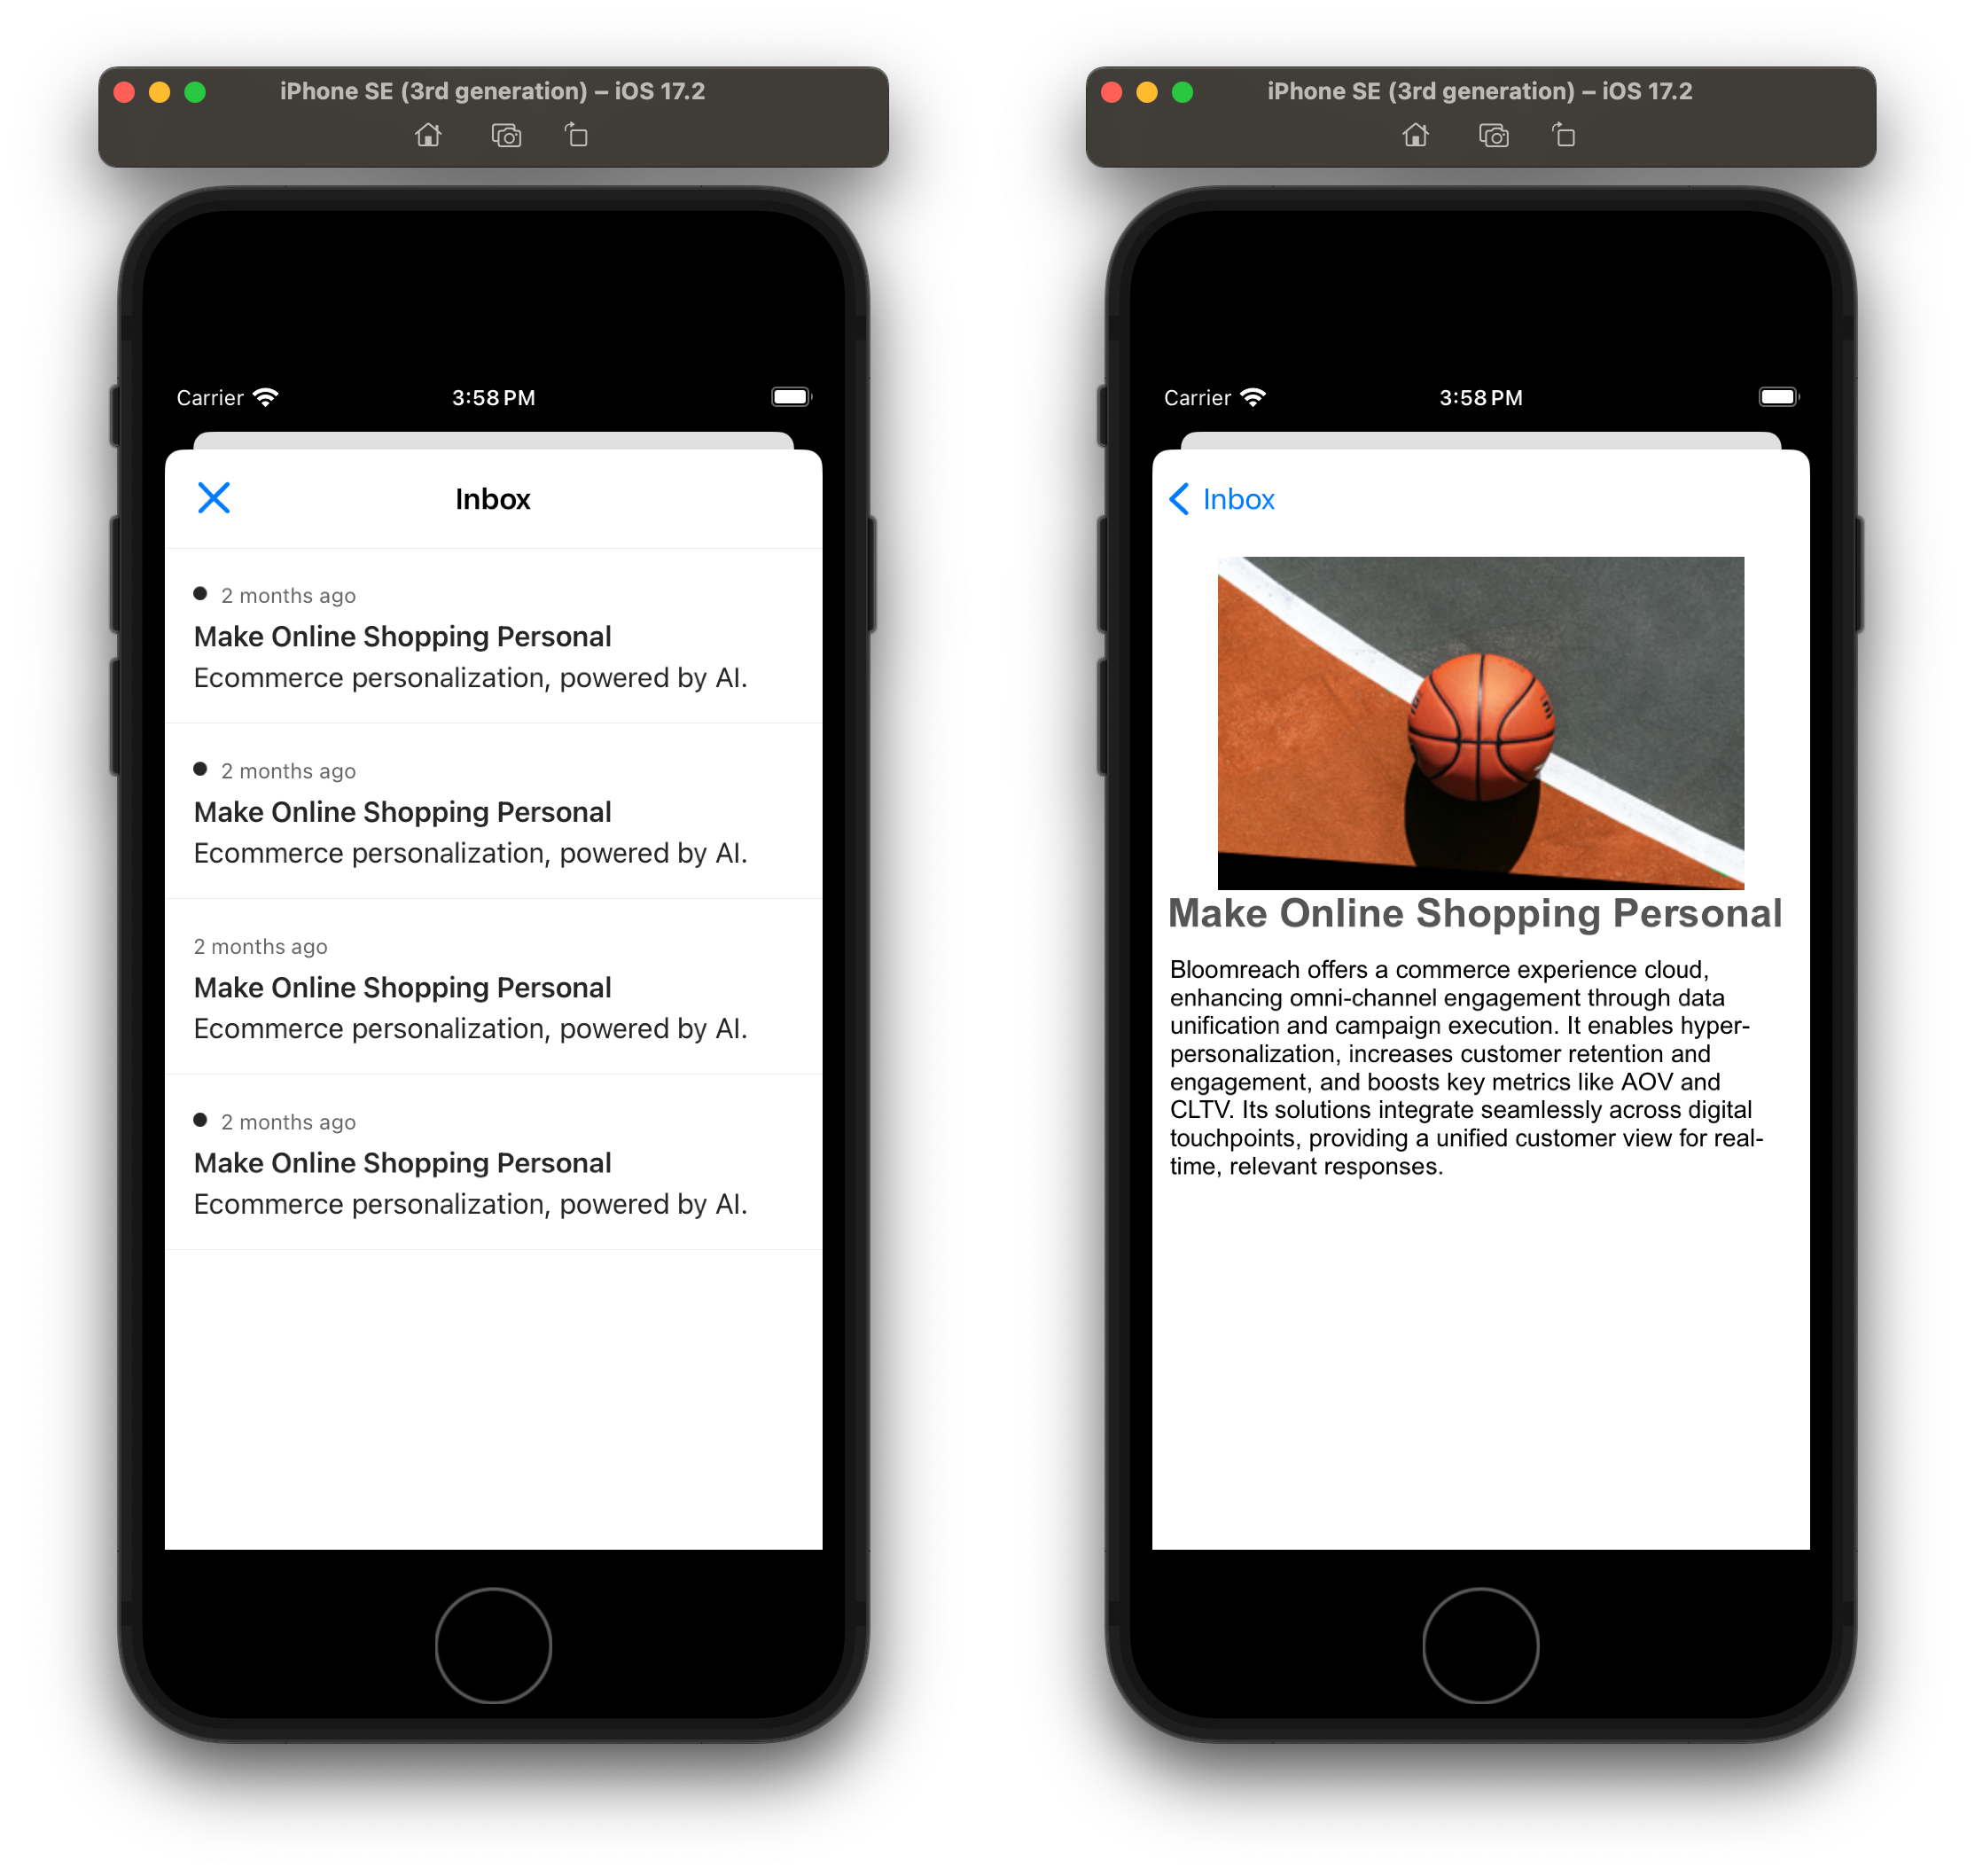 iPhone SE (3rd generation) – iOS 17.2
Carrier 3:58 PM
Inbox
2 months ago
Make Online Shopping Personal
Ecommerce personalization, powered by AI.
2 months ago
Make Online Shopping Personal
Ecommerce personalization, powered by AI.
2 months ago
Make Online Shopping Personal
Ecommerce personalization, powered by AI.
2 months ago
Make Online Shopping Personal
Ecommerce personalization, powered by AI.
iPhone SE (3rd generation) – iOS 17.2
Carrier 3:58 PM
Inbox
Make Online Shopping Personal
Bloomreach offers a commerce experience cloud,
enhancing omni-channel engagement through data
unification and campaign execution. It enables hyper-
personalization, increases customer retention and
engagement, and boosts key metrics like AOV and
CLTV. Its solutions integrate seamlessly across digital
touchpoints, providing a unified customer view for real-
time, relevant responses.